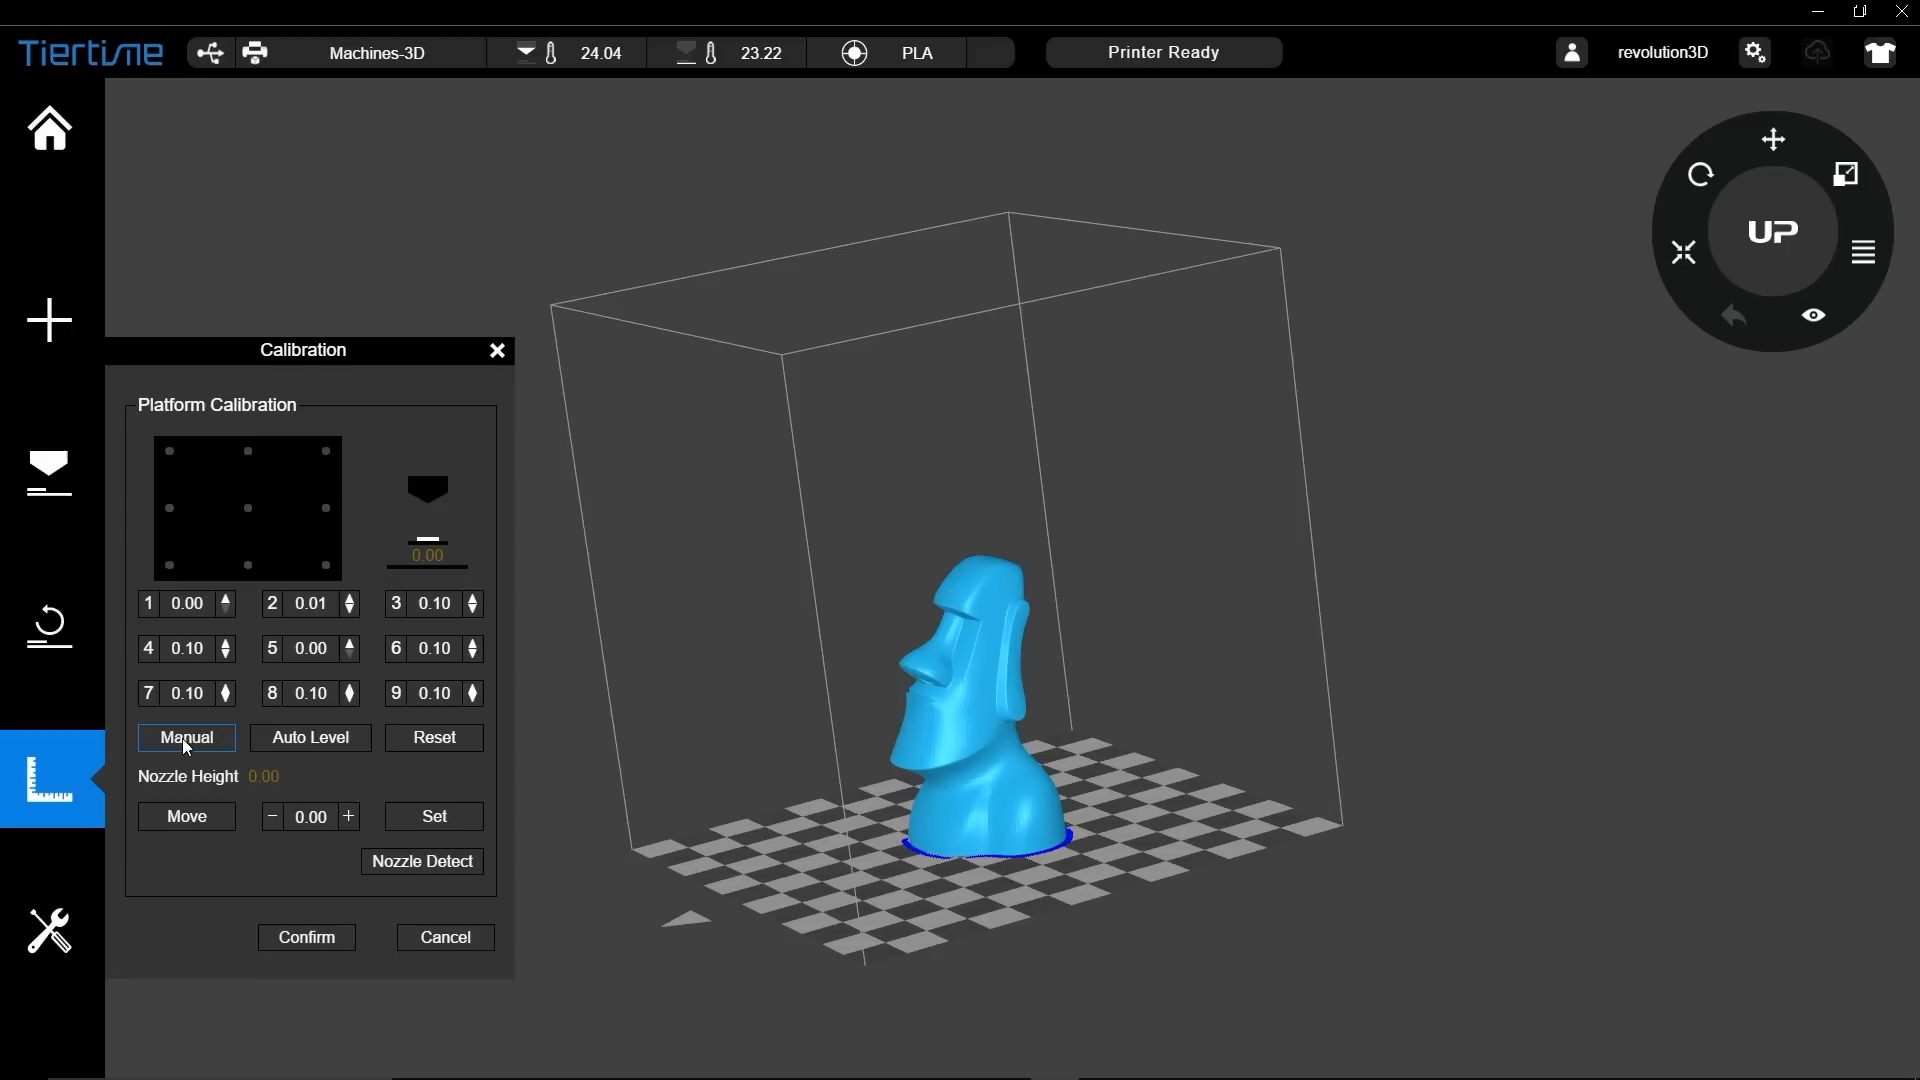 Tiertime Machines-3D 24.04 23.22 PLA Printer Ready revolution3D
UP
Calibration
Platform Calibration
0.00
1 0.00 2 0.01 3 0.10
4 0.10 5 0.00 6 0.10
7 0.10 8 0.10 9 0.10
Manual Auto Level Reset
Nozzle Height 0.00
Move - 0.00 + Set
Nozzle Detect
Confirm Cancel